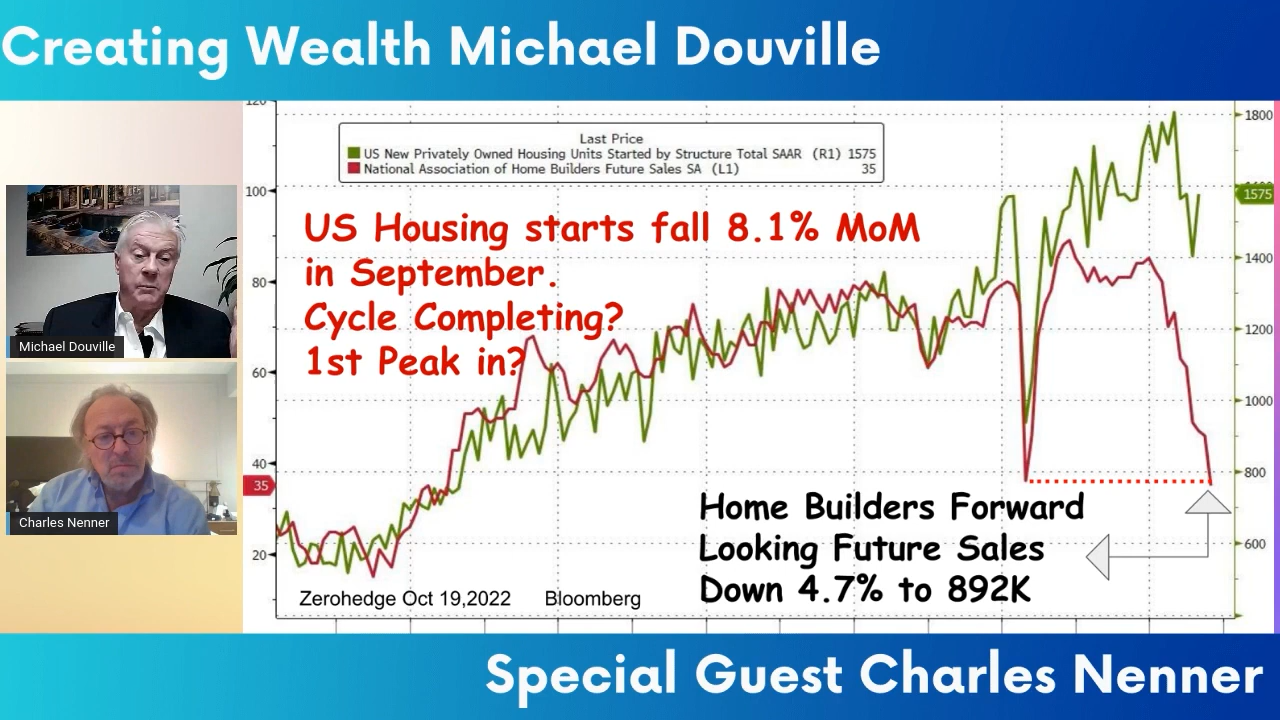 Creating Wealth Michael Douville
120
100
80
60
40
35
20
Last Price
US New Privately Owned Housing Units Started by Structure Total SAAR (R1) 1575
National Association of Home Builders Future Sales SA (L1) 35
US Housing starts fall 8.1% MoM
in September.
Cycle Completing?
1st Peak in?
1800
1575
1400
1200
1000
800
600
Michael Douville
Charles Nenner
Home Builders Forward
Looking Future Sales
Down 4.7% to 892K
Zerohedge Oct 19,2022 Bloomberg
Special Guest Charles Nenner